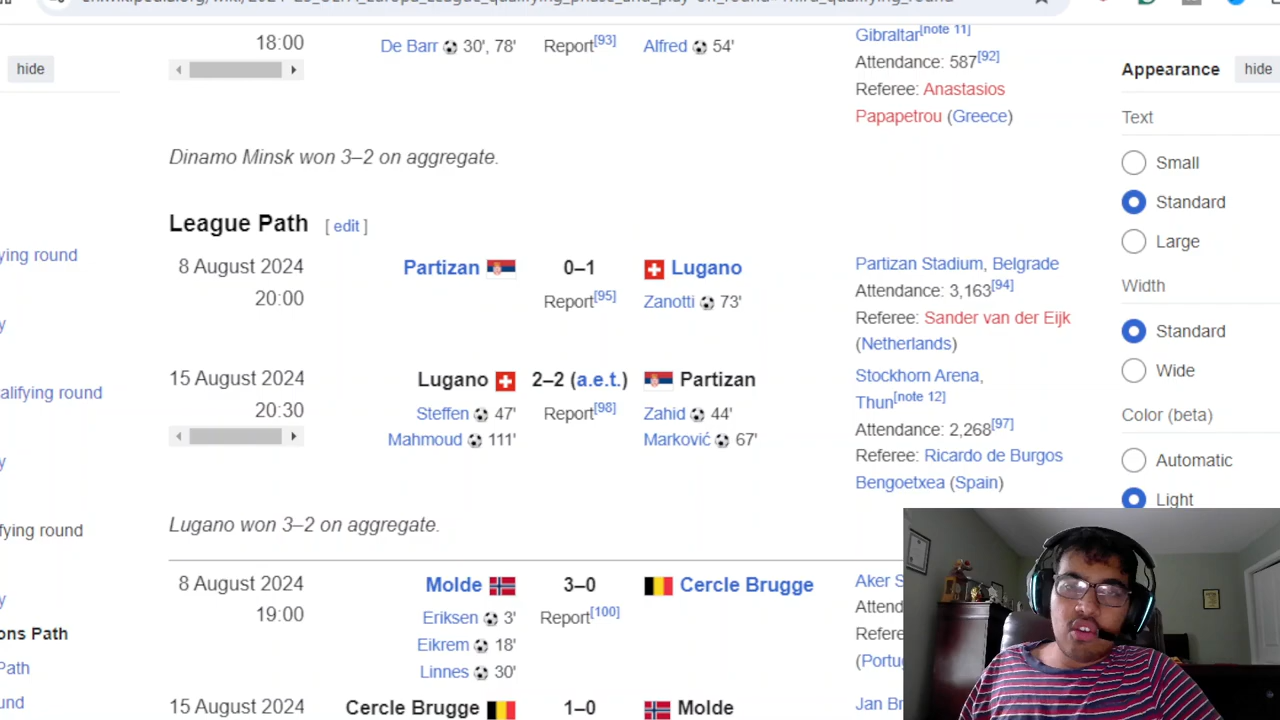 18:00 De Barr 30', 78' Report[93] Alfred 54' Gibraltar[note 11]
hide
Attendance: 587[92]
Referee: Anastasios
Papapetrou (Greece)
Dinamo Minsk won 3–2 on aggregate.
League Path [ edit ]
8 August 2024 Partizan 0–1 Lugano Partizan Stadium, Belgrade
20:00 Report[95] Zanotti 73' Attendance: 3,163[94]
Referee: Sander van der Eijk
(Netherlands)
15 August 2024 Lugano 2–2 (a.e.t.) Partizan Stockhorn Arena,
20:30 Steffen 47' Report[98] Zahid 44' Thun[note 12]
Mahmoud 111' Marković 67' Attendance: 2,268[97]
Referee: Ricardo de Burgos
Bengoetxea (Spain)
Lugano won 3–2 on aggregate.
8 August 2024 Molde 3–0 Cercle Brugge Aker S
19:00 Eriksen 3' Report[100] Attend
Eikrem 18' Refere
Linnes 30' (Portu
15 August 2024 Cercle Brugge 1–0 Molde Jan Br
ying round
y
alifying round
y
fying round
y
ons Path
Path
und
Appearance hide
Text
Small
Standard
Large
Width
Standard
Wide
Color (beta)
Automatic
Light